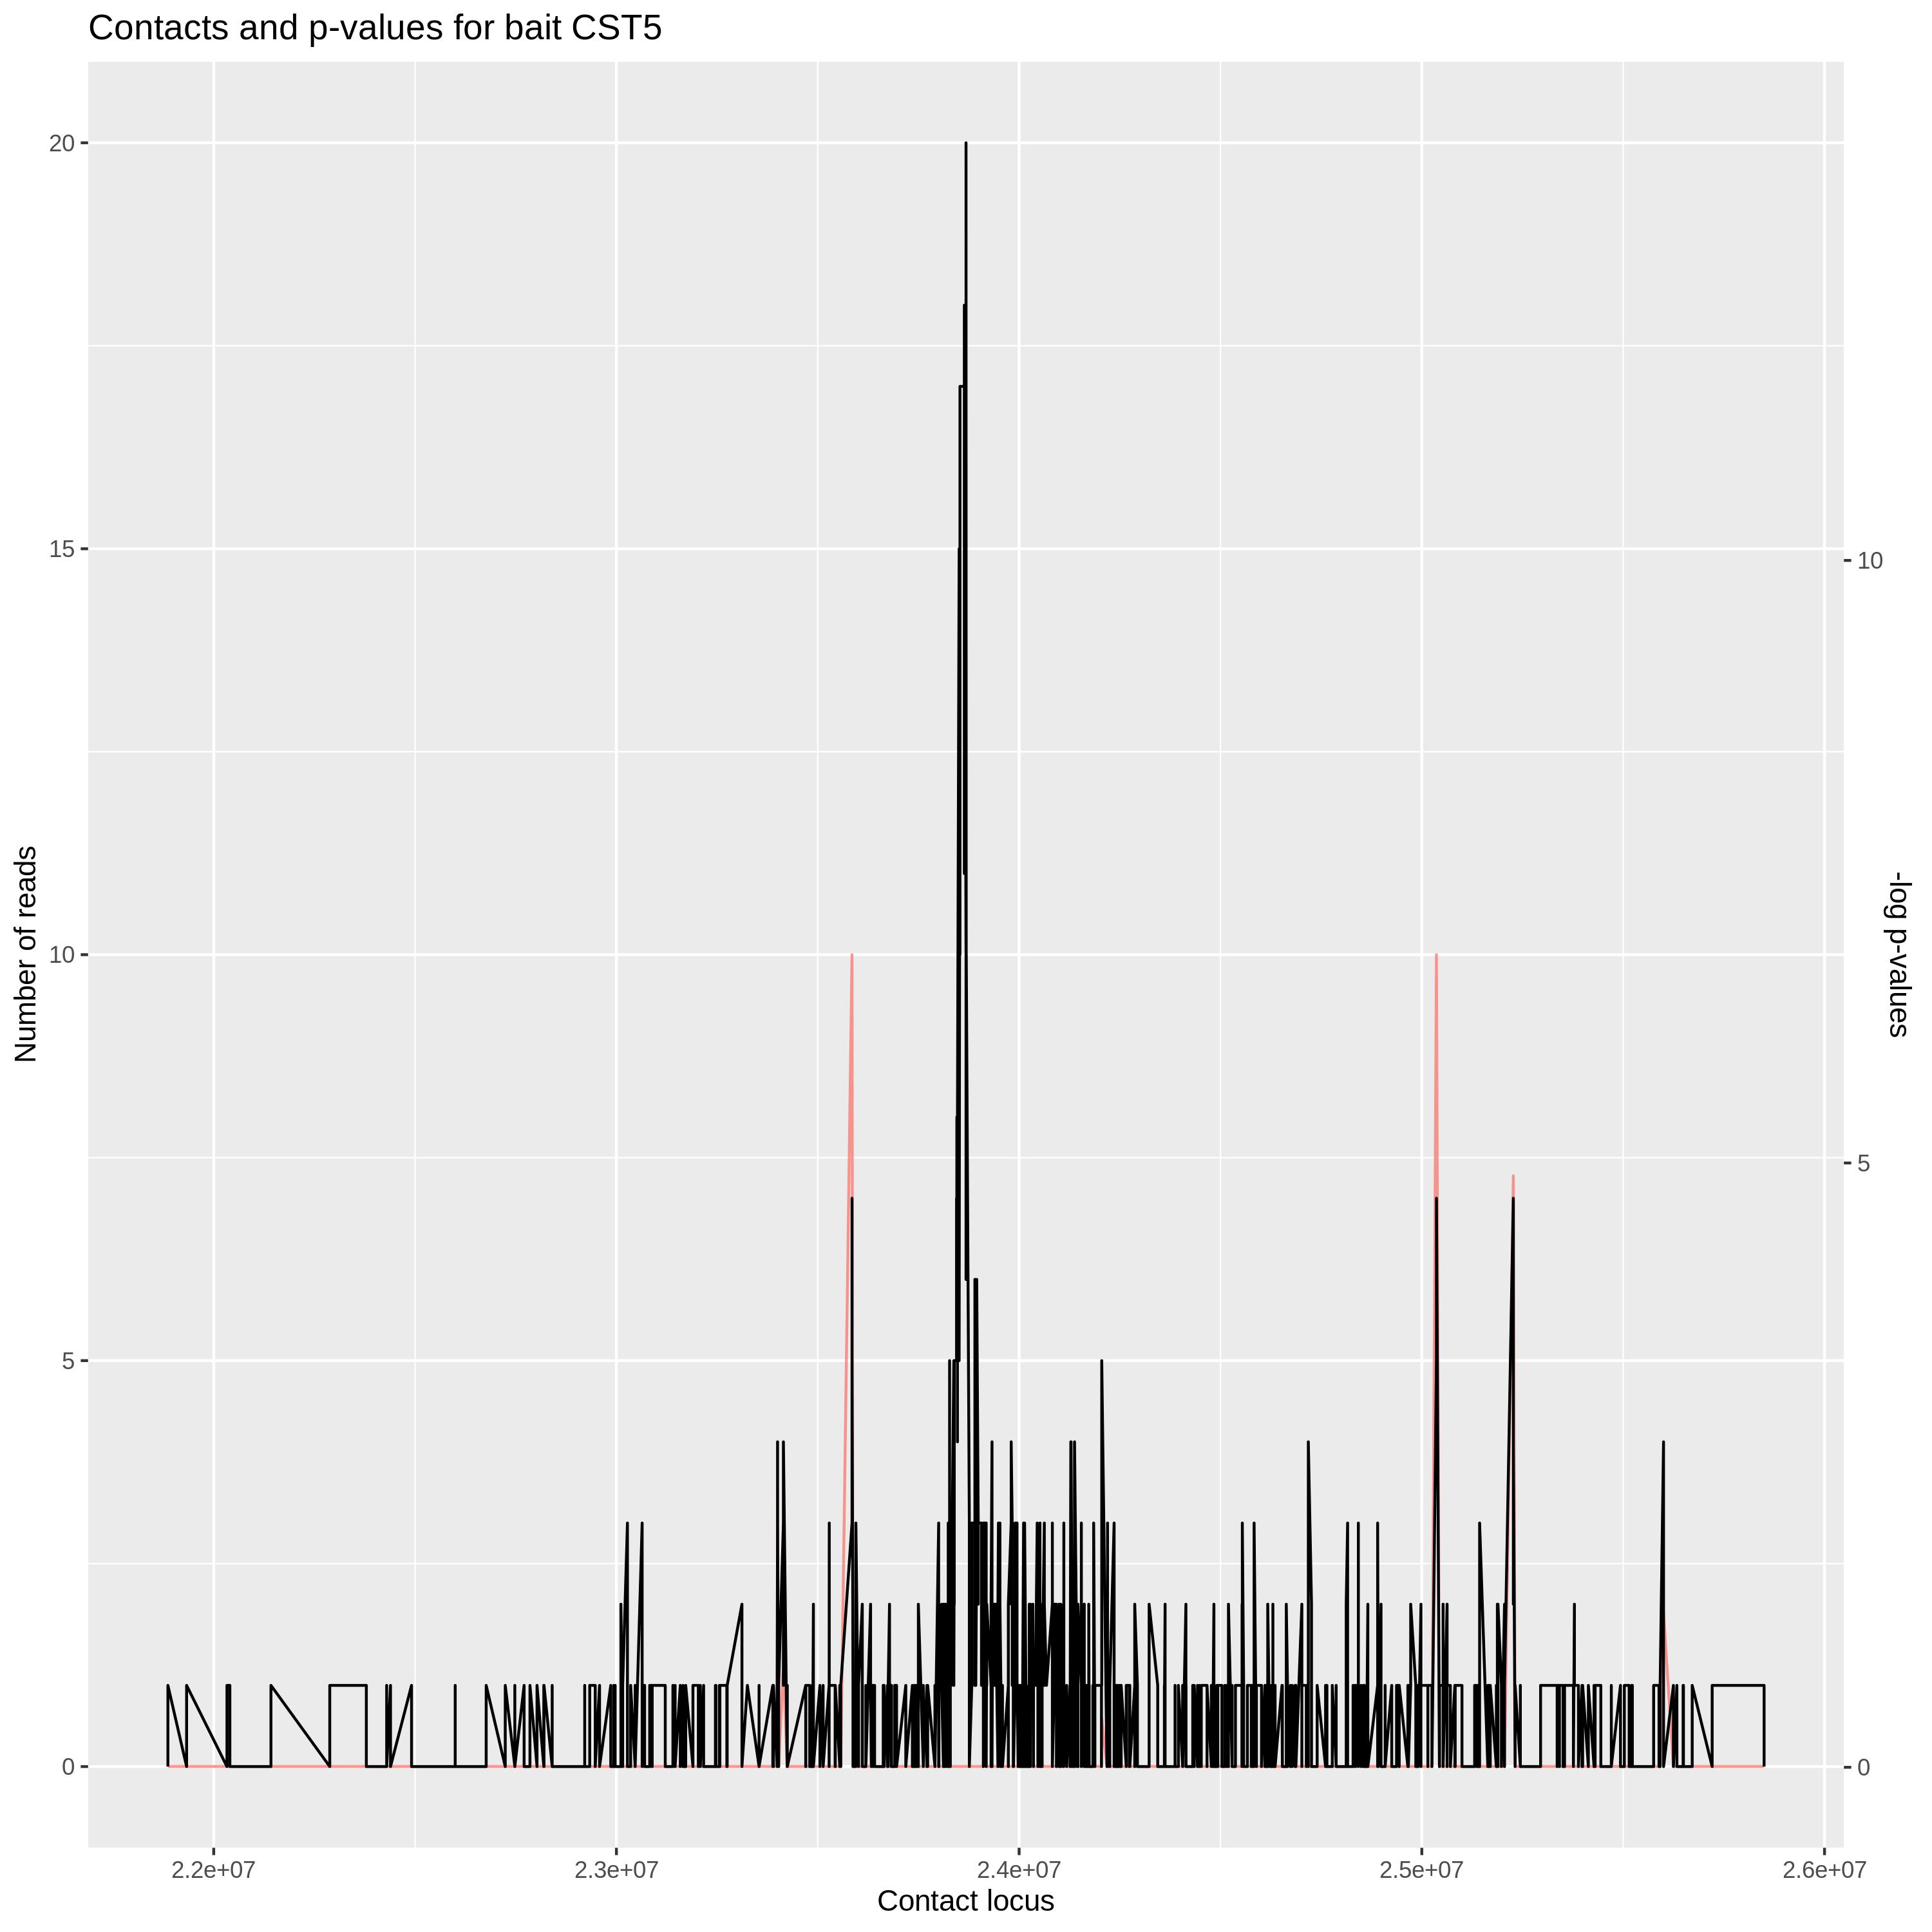 Contacts and p-values for bait CST5
20
15
10
5
0
Number of reads
10
5
0
-log p-values
2.2e+07
2.3e+07
2.4e+07
2.5e+07
2.6e+07
Contact locus